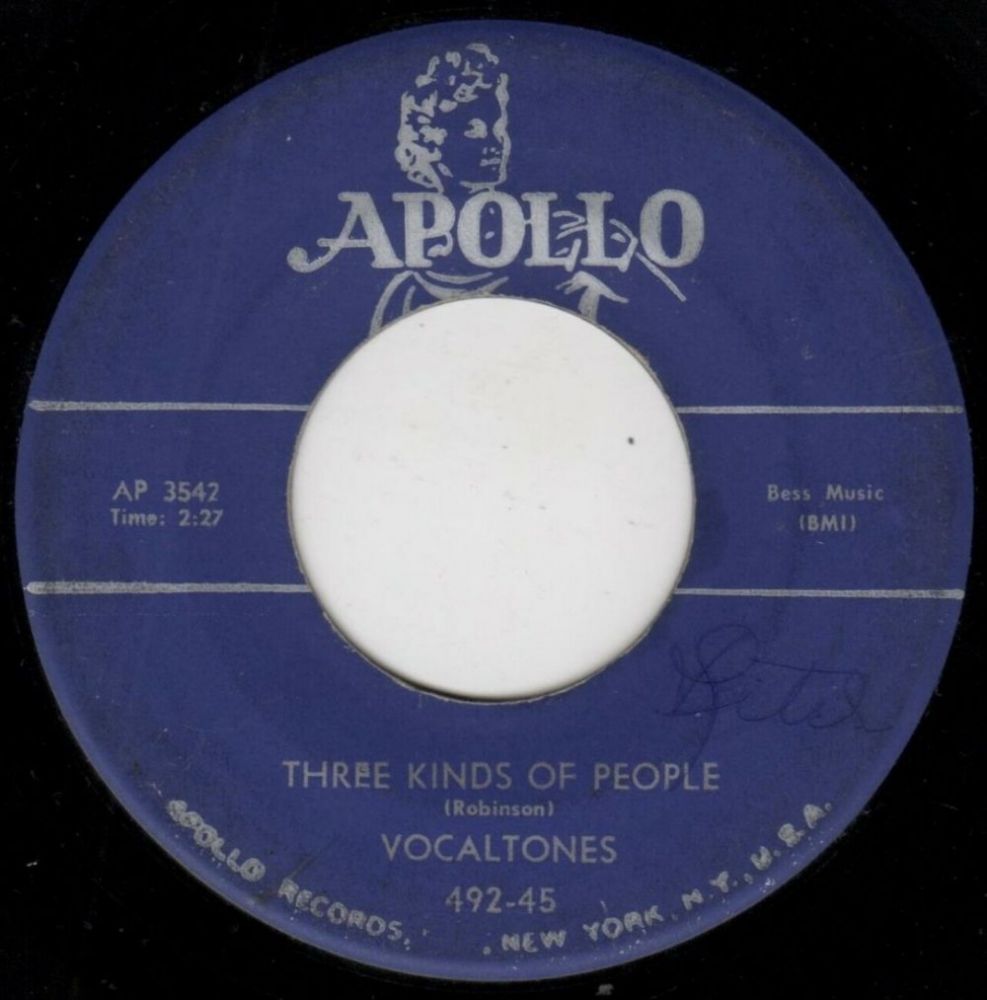 APOLLO
AP 3542
Time: 2:27
Bess Music
(BMI)
THREE KINDS OF PEOPLE
(Robinson)
VOCALTONES
492-45
APOLLO RECORDS, . NEW YORK, N.Y., U.S.A.